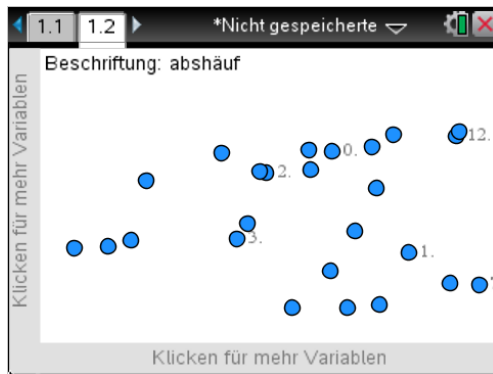 1.1 1.2 *Nicht gespeicherte
Beschriftung: abshäuf
Klicken für mehr Variablen
12.
0.
2.
3.
1.
Klicken für mehr Variablen